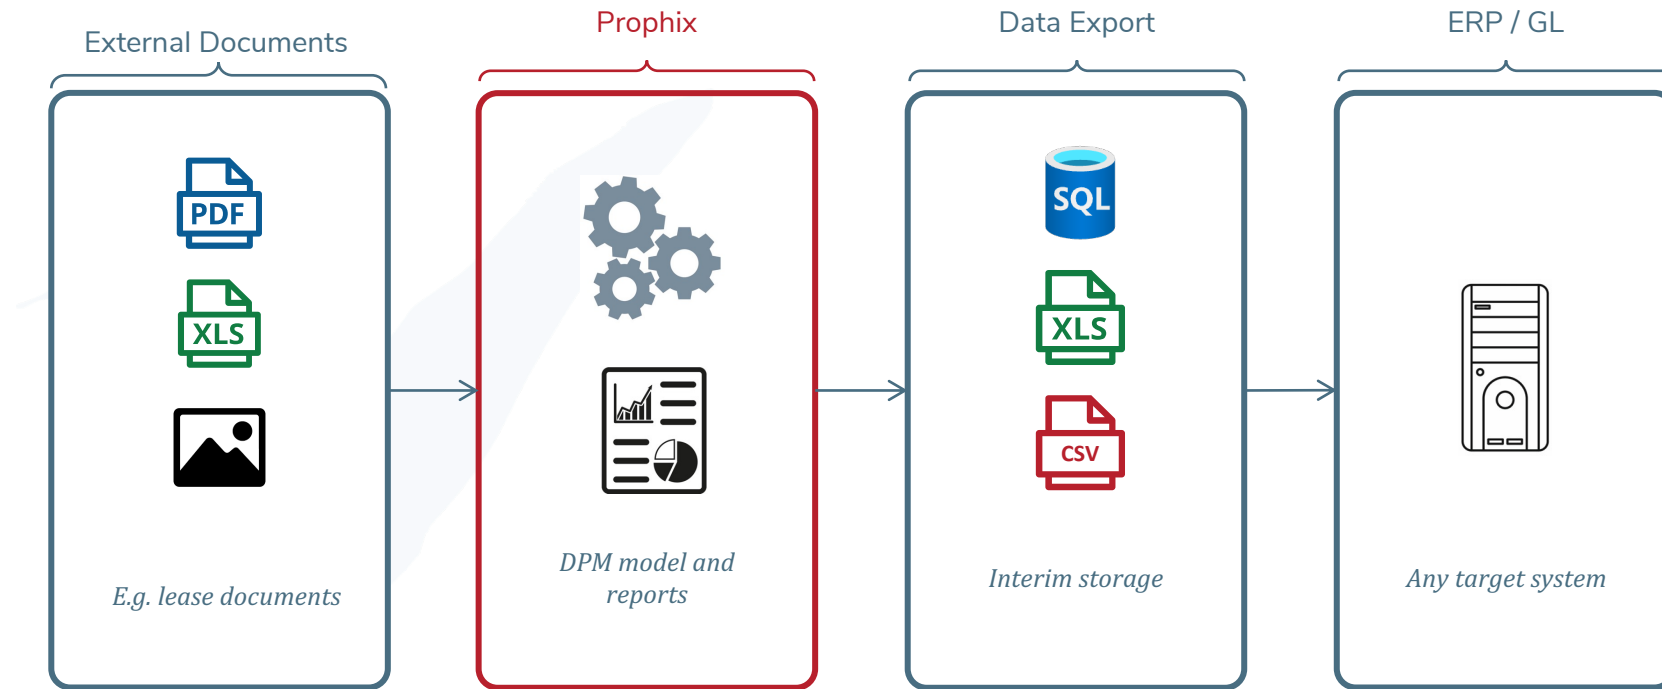 External Documents
Prophix
Data Export
ERP / GL
PDF
XLS
E.g. lease documents
DPM model and
reports
SQL
XLS
CSV
Interim storage
Any target system